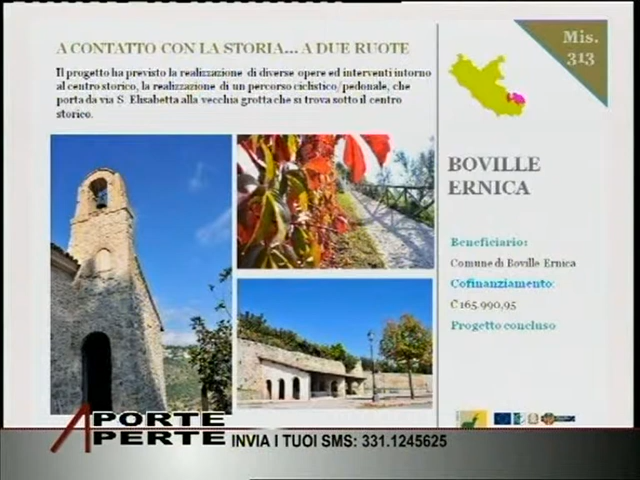 A CONTATTO CON LA STORIA... A DUE RUOTE
Il progetto ha previsto la realizzazione di diverse opere ed interventi intorno
al centro storico, la realizzazione di un percorso ciclistico/pedonale, che
porta da via S. Elisabetta alla vecchia grotta che si trova sotto il centro
storico.
Mis.
313
BOVILLE
ERNICA
Beneficiario:
Comune di Boville Ernica
Cofinanziamento:
€ 165.990,95
Progetto concluso
APORTE
APERTE
INVIA I TUOI SMS: 331.1245625